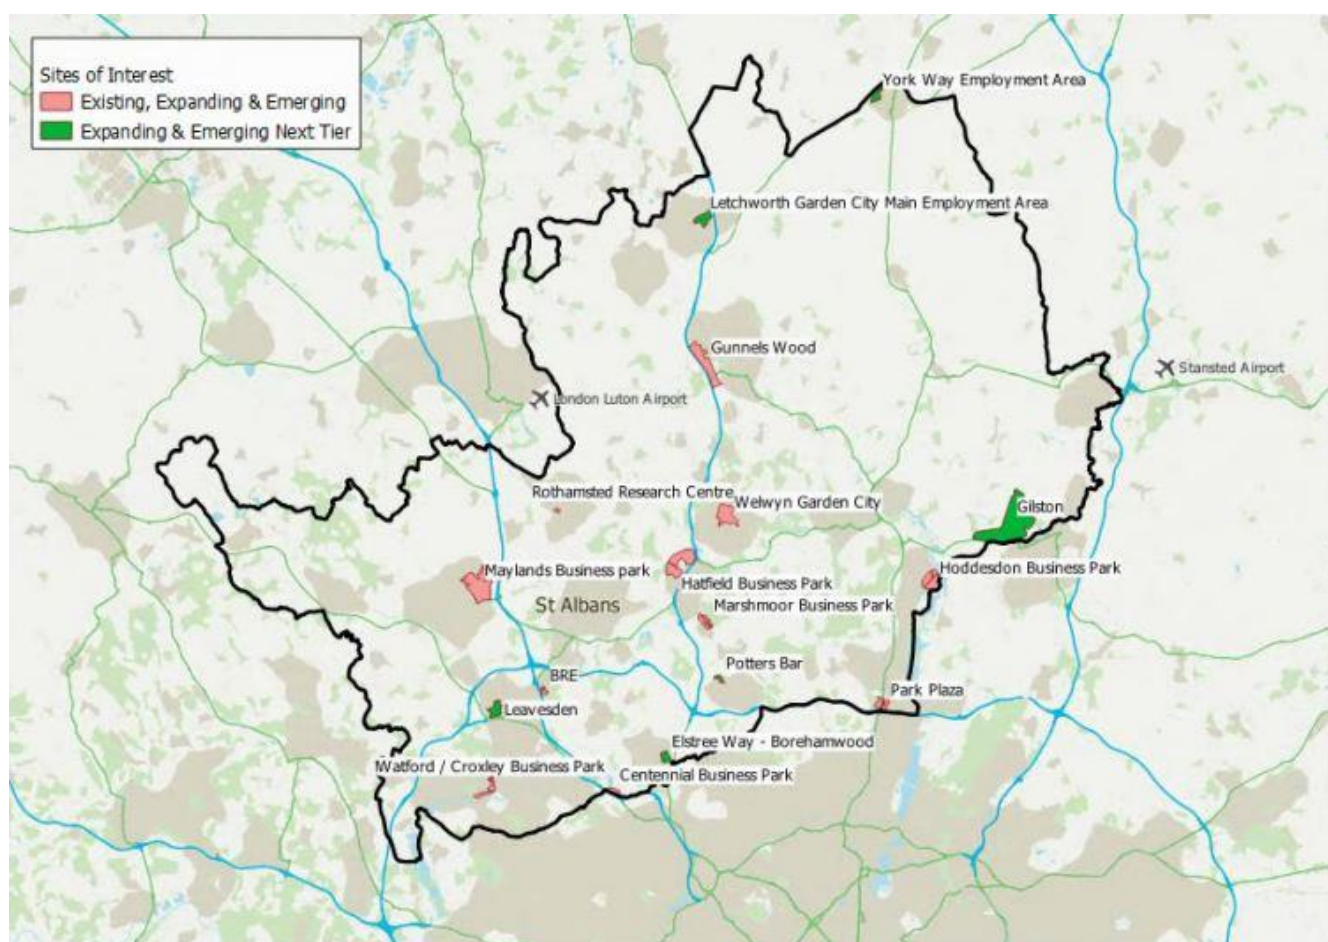 Sites of Interest
Existing, Expanding & Emerging
Expanding & Emerging Next Tier
York Way Employment Area
Letchworth Garden City Main Employment Area
Gunnels Wood
Stansted Airport
London Luton Airport
Rothamsted Research Centre
Welwyn Garden City
Gilston
Maylands Business park
Hoddesdon Business Park
Hatfield Business Park
St Albans
Marshmoor Business Park
Potters Bar
BRE
Park Plaza
Leavesden
Elstree Way - Borehamwood
Watford / Croxley Business Park
Centennial Business Park